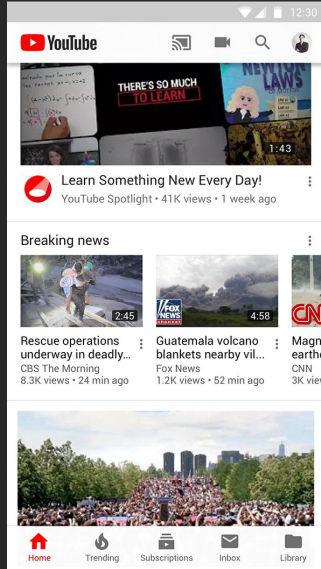 12:30
YouTube
THERE'S SO MUCH
TO LEARN
NEWTON
LAWS
1:43
Learn Something New Every Day!
YouTube Spotlight • 41K views • 1 week ago
Breaking news
2:45
FOX
NEWS
channel
4:58
CNN
Rescue operations
underway in deadly...
CBS The Morning
8.3K views • 24 min ago
Guatemala volcano
blankets nearby vil...
Fox News
1.2K views • 52 min ago
Magn
earth
CNN
3K vie
Home
Trending
Subscriptions
Inbox
Library